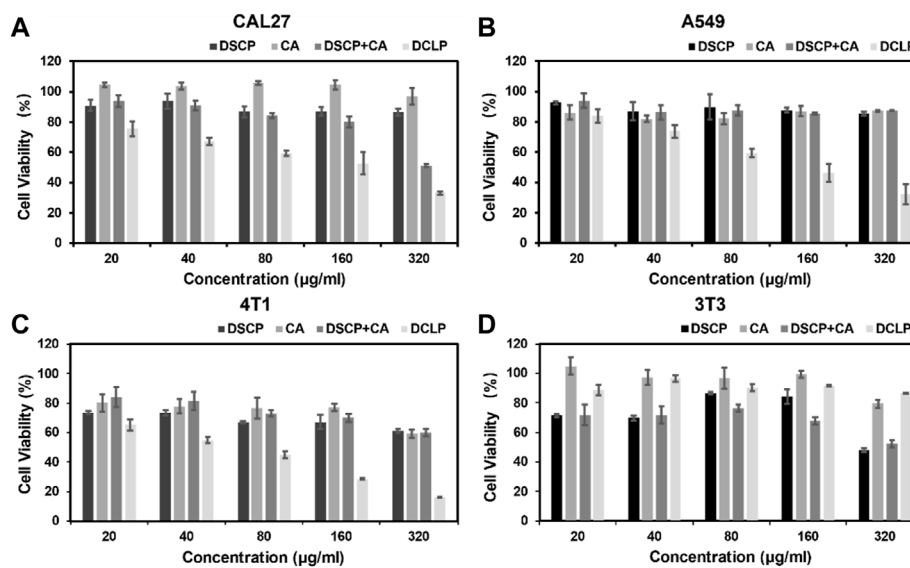 A
CAL27
DSCP CA DSCP+CA DCLP
120
100
80
60
40
20
0
Cell Viability (%)
20 40 80 160 320
Concentration (µg/ml)
B
A549
DSCP CA DSCP+CA DCLP
120
100
80
60
40
20
0
Cell Viability (%)
20 40 80 160 320
Concentration (µg/ml)
C
4T1
DSCP CA DSCP+CA DCLP
120
100
80
60
40
20
0
Cell Viability (%)
20 40 80 160 320
Concentration (µg/ml)
D
3T3
DSCP CA DSCP+CA DCLP
120
100
80
60
40
20
0
Cell Viability (%)
20 40 80 160 320
Concentration (µg/ml)